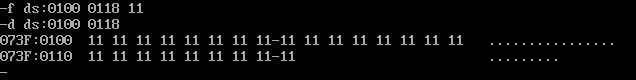 -f ds:0100 0118 11
-d ds:0100 0118
073F:0100  11 11 11 11 11 11 11 11-11 11 11 11 11 11 11 11   ................
073F:0110  11 11 11 11 11 11 11 11-11                        .........
-